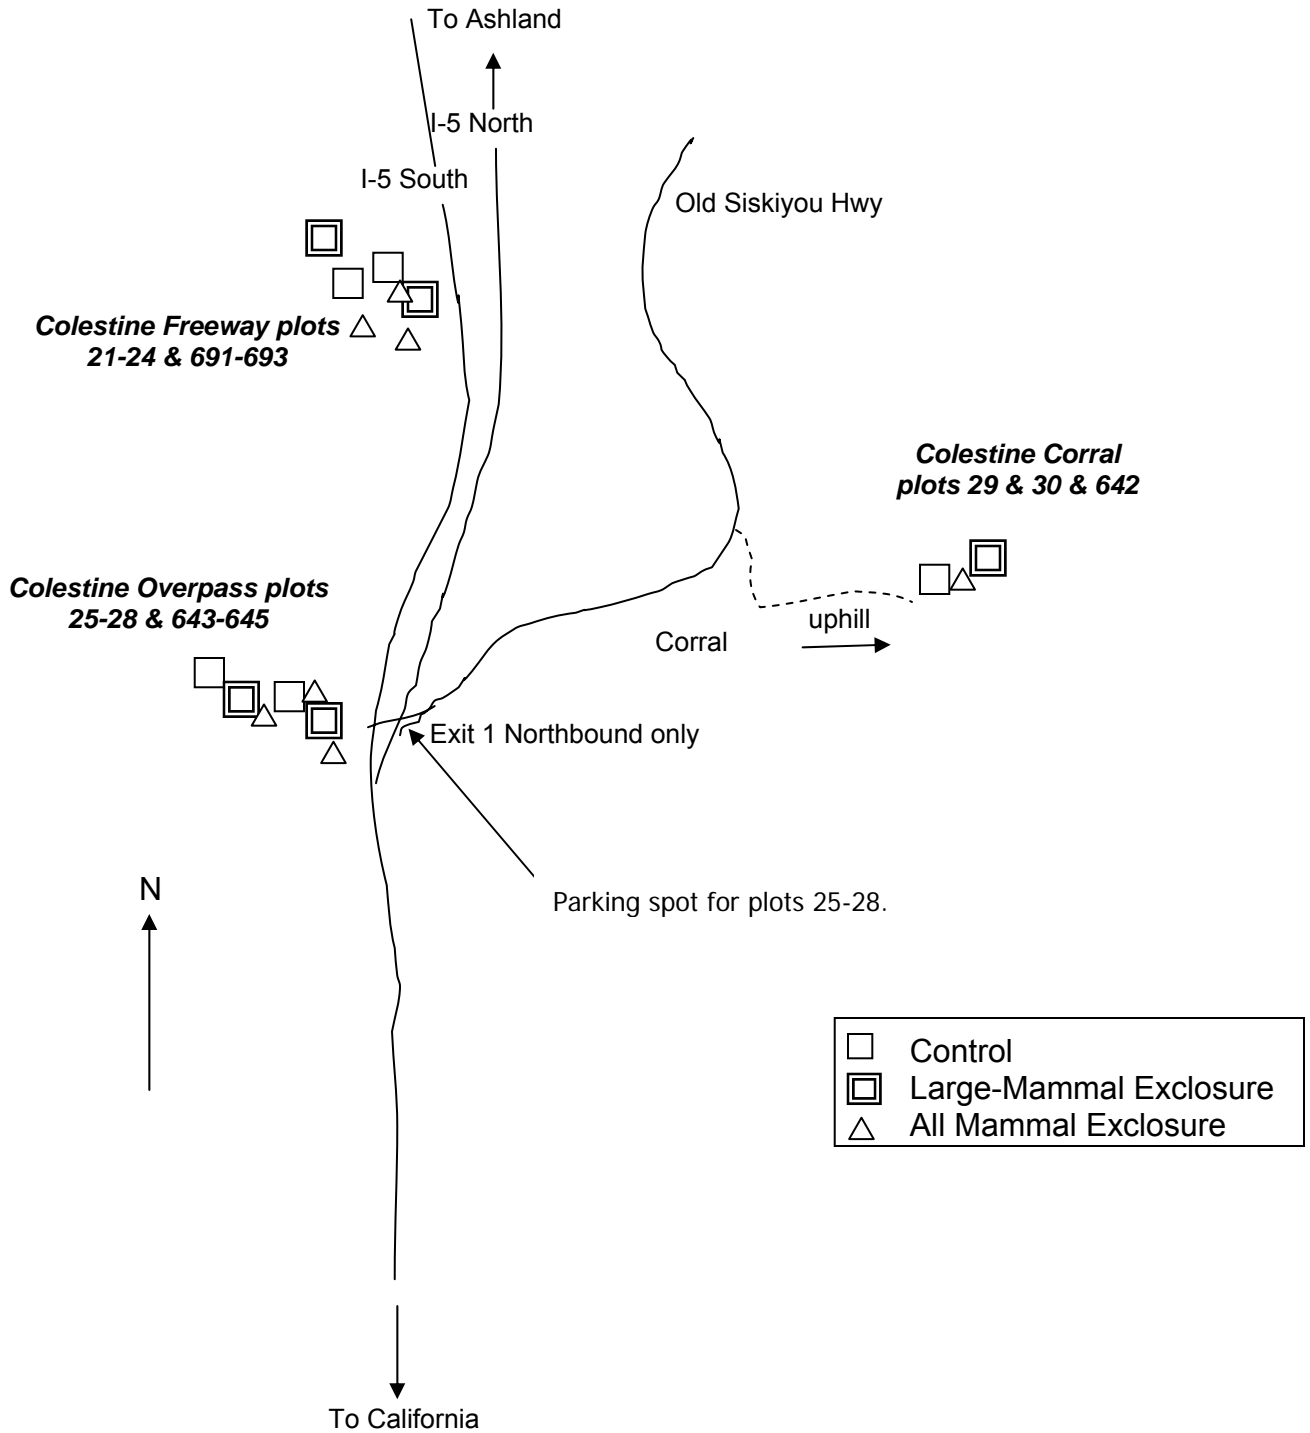 To Ashland
I-5 North
I-5 South
Old Siskiyou Hwy
Colestine Freeway plots
21-24 & 691-693
Colestine Corral
plots 29 & 30 & 642
Colestine Overpass plots
25-28 & 643-645
uphill
Corral
Exit 1 Northbound only
N
Parking spot for plots 25-28.
Control
Large-Mammal Exclosure
All Mammal Exclosure
To California